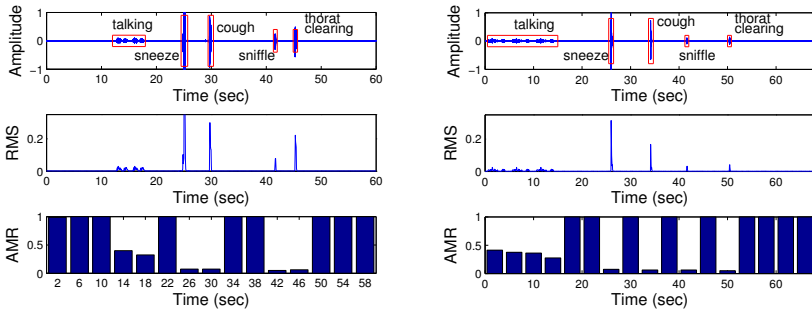 talking
cough
thorat
clearing
sneeze
sniffle
Amplitude
1
0
−1
0 10 20 30 40 50 60
Time (sec)
RMS
0.2
0
0 10 20 30 40 50 60
Time (sec)
AMR
1
0.5
0
2 6 10 14 18 22 26 30 34 38 42 46 50 54 58
Time (sec)
talking
cough
thorat
clearing
sneeze
sniffle
Amplitude
1
0
−1
0 10 20 30 40 50 60
Time (sec)
RMS
0.2
0
0 10 20 30 40 50 60
Time (sec)
AMR
1
0.5
0
0 10 20 30 40 50 60
Time (sec)